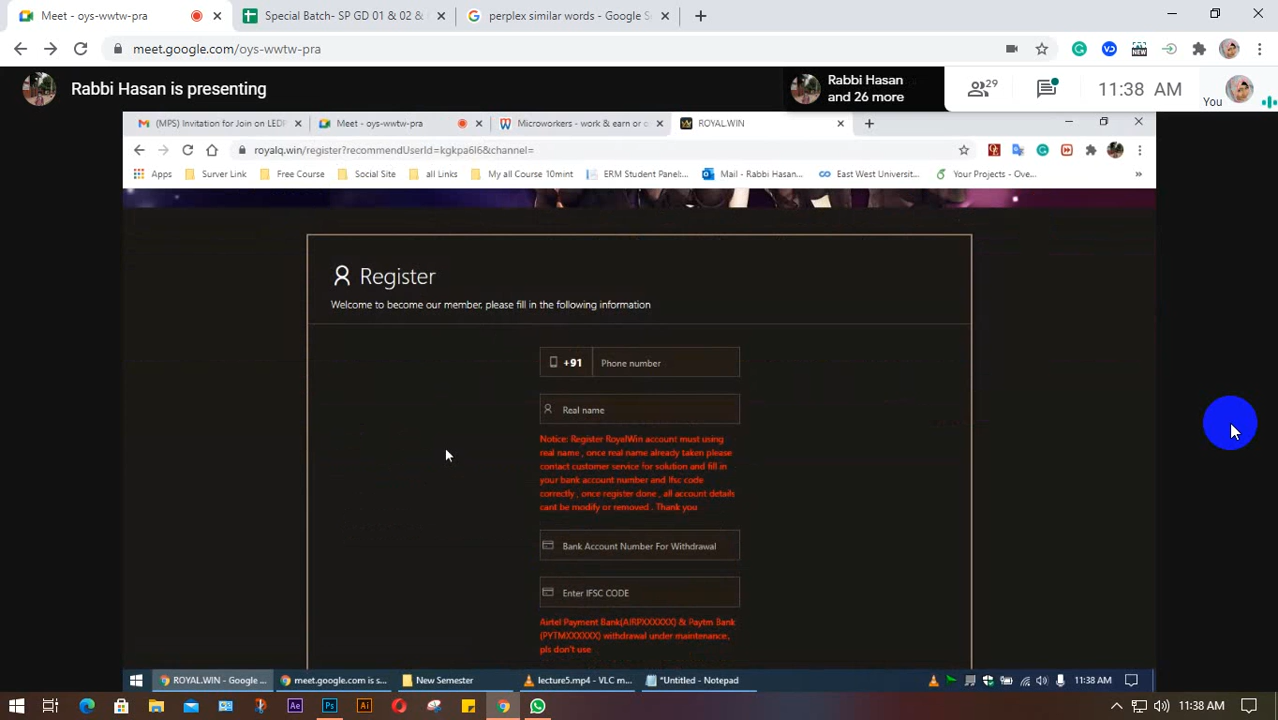 Meet - oys-wwtw-pra
Special Batch- SP GD 01 & 02 &
perplex similar words - Google Se
meet.google.com/oys-wwtw-pra
Rabbi Hasan is presenting
Rabbi Hasan
and 26 more
29
11:38 AM
You
(MPS) Invitation for Join on LEDP
Meet - oys-wwtw-pra
Microworkers - work & earn or o
ROYAL.WIN
royalq.win/register?recommendUserId=kgkpa6l6&channel=
Apps
Surver Link
Free Course
Social Site
all Links
My all Course 10mint
ERM Student Panel:...
Mail - Rabbi Hasan...
East West Universit...
Your Projects - Ove...
Register
Welcome to become our member, please fill in the following information
+91 Phone number
Real name
Notice: Register RoyalWin account must using
real name , once real name already taken please
contact customer service for solution and fill in
your bank account number and Ifsc code
correctly , once register done , all account details
cant be modify or removed . Thank you
Bank Account Number For Withdrawal
Enter IFSC CODE
Airtel Payment Bank(AIRPXXXXXX) & Paytm Bank
(PYTMXXXXXX) withdrawal under maintenance,
pls don't use
ROYAL.WIN - Google ...
meet.google.com is s...
New Semester
lecture5.mp4 - VLC m...
*Untitled - Notepad
11:38 AM
11:38 AM